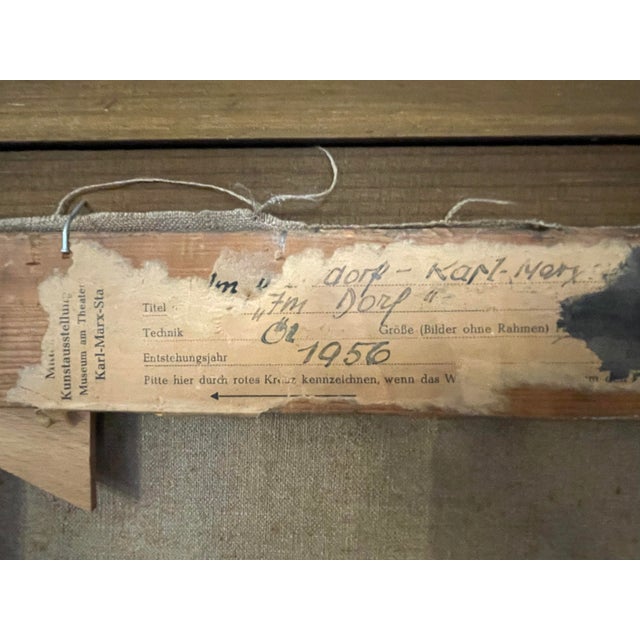 Kunstausstellung
Museum am Theater
Karl-Marx-Sta
dorf - Karl-Marx
Titel „Im Dorf“
Technik Öl Größe (Bilder ohne Rahmen)
Entstehungsjahr 1956
Bitte hier durch rotes Kreuz kennzeichnen, wenn das W